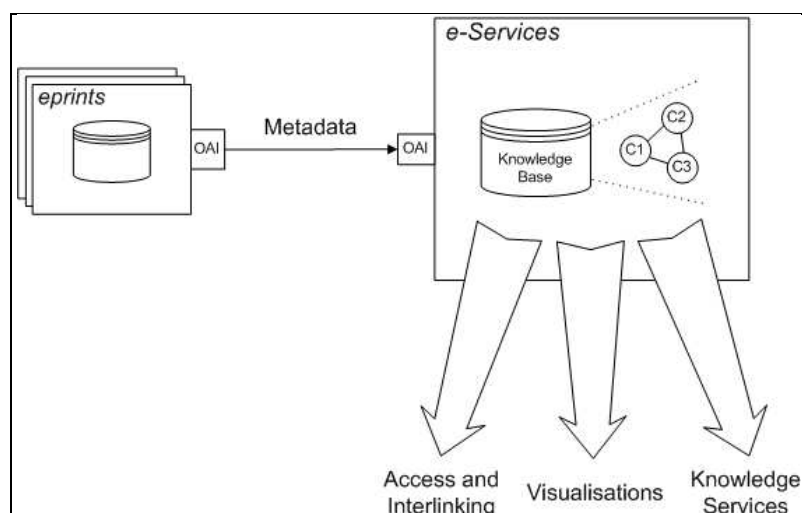 eprints
OAI
Metadata
OAI
e-Services
Knowledge
Base
C1
C2
C3
Access and
Interlinking
Visualisations
Knowledge
Services